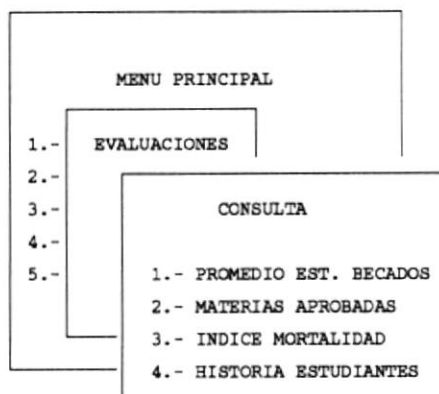 MENU PRINCIPAL
1.- EVALUACIONES
2.-
3.- CONSULTA
4.-
5.- 1.- PROMEDIO EST. BECADOS
2.- MATERIAS APROBADAS
3.- INDICE MORTALIDAD
4.- HISTORIA ESTUDIANTES